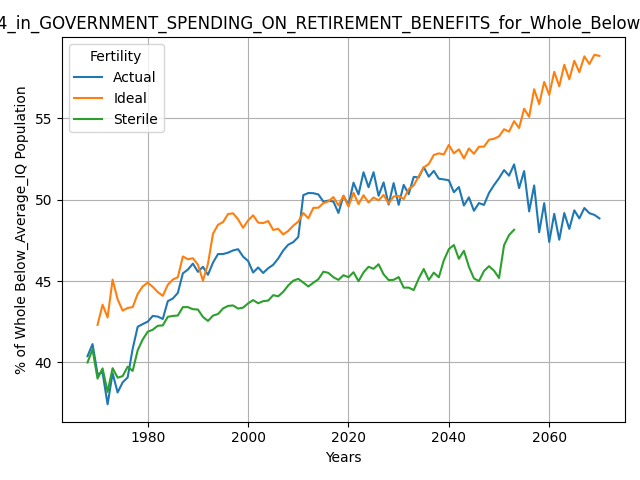 4_in_GOVERNMENT_SPENDING_ON_RETIREMENT_BENEFITS_for_Whole_Below
Fertility
Actual
Ideal
Sterile
% of Whole Below_Average_IQ Population
55
50
45
40
1980
2000
2020
2040
2060
Years